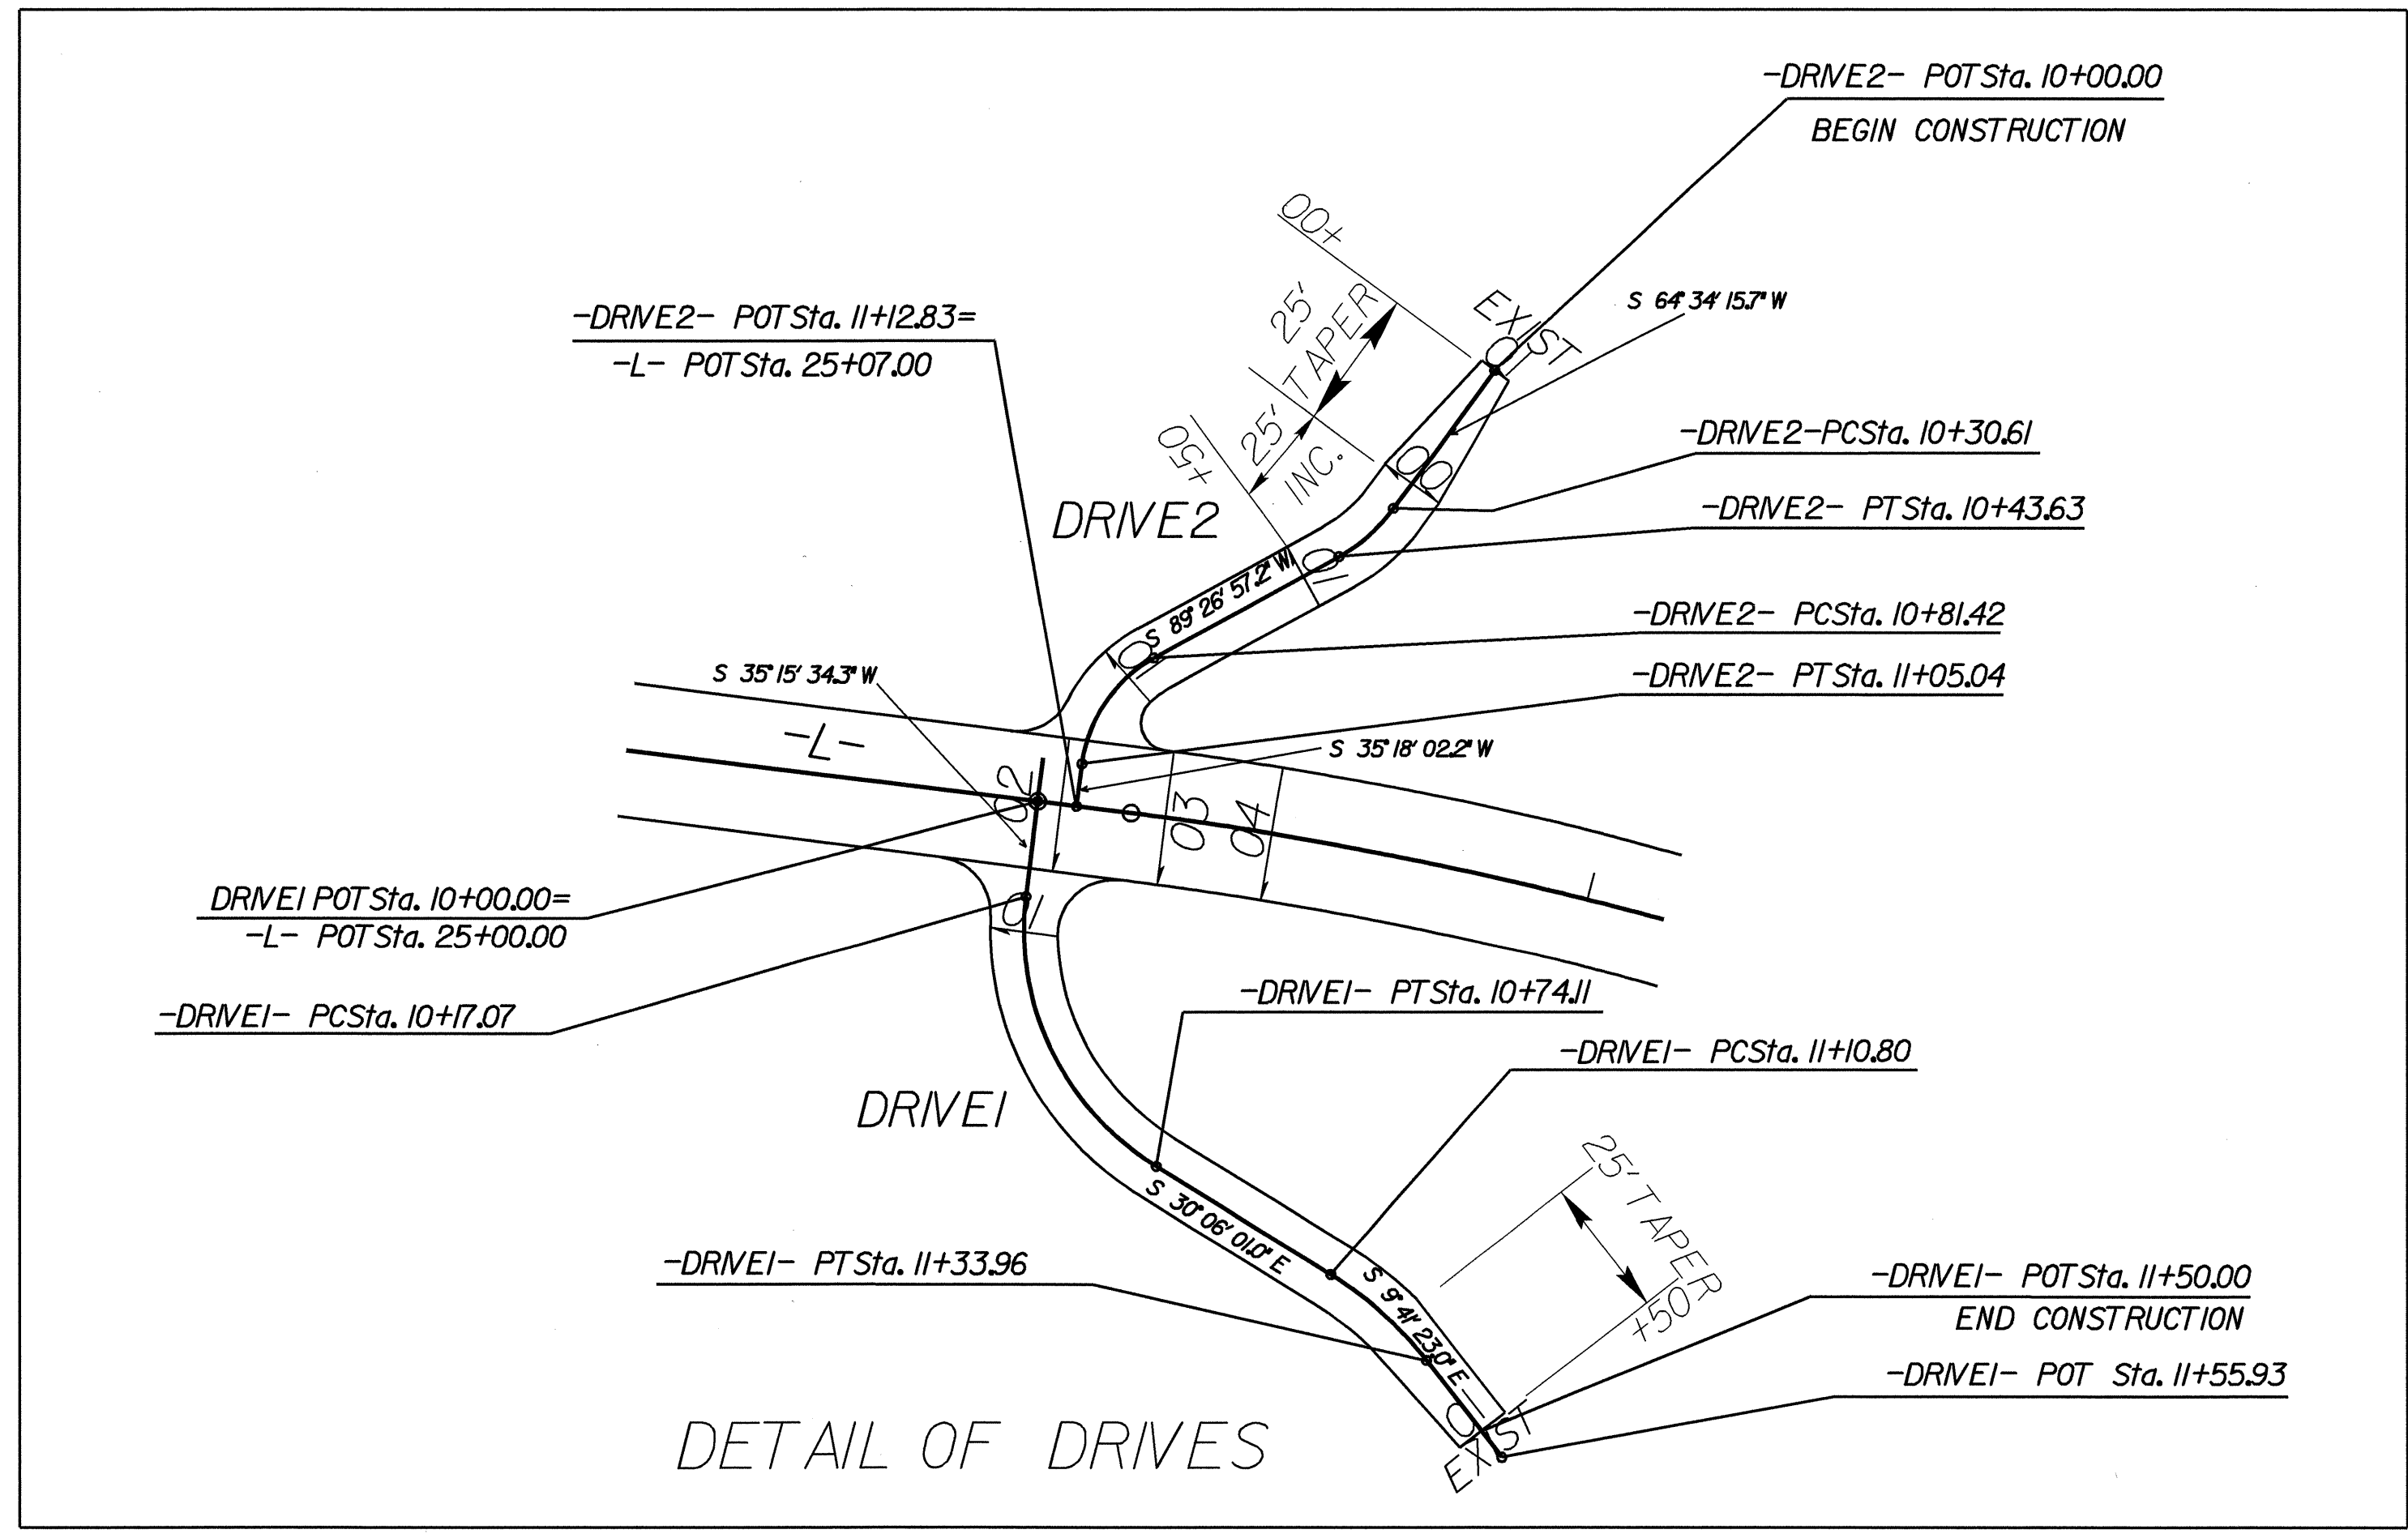 -DRIVE2- POT Sta. 10+00.00
BEGIN CONSTRUCTION
+00
25'
TAPER
EXIST
S 64° 34' 15.7" W
-DRIVE2- POT Sta. 11+12.83=
-L- POT Sta. 25+07.00
+50
25'
INC.
-DRIVE2-PC Sta. 10+30.61
-DRIVE2- PT Sta. 10+43.63
DRIVE2
S 89° 26' 57.2" W
-DRIVE2- PC Sta. 10+81.42
-DRIVE2- PT Sta. 11+05.04
S 35° 15' 34.3" W
-L-
S 35° 18' 02.2" W
DRIVE1 POT Sta. 10+00.00=
-L- POT Sta. 25+00.00
-DRIVE1- PC Sta. 10+17.07
-DRIVE1- PT Sta. 10+74.11
-DRIVE1- PC Sta. 11+10.80
DRIVE1
S 30° 06' 01.0" E
25' TAPER
+50
-DRIVE1- PT Sta. 11+33.96
S 9° 41' 23.0" E
-DRIVE1- POT Sta. 11+50.00
END CONSTRUCTION
-DRIVE1- POT Sta. 11+55.93
EXIST
DETAIL OF DRIVES